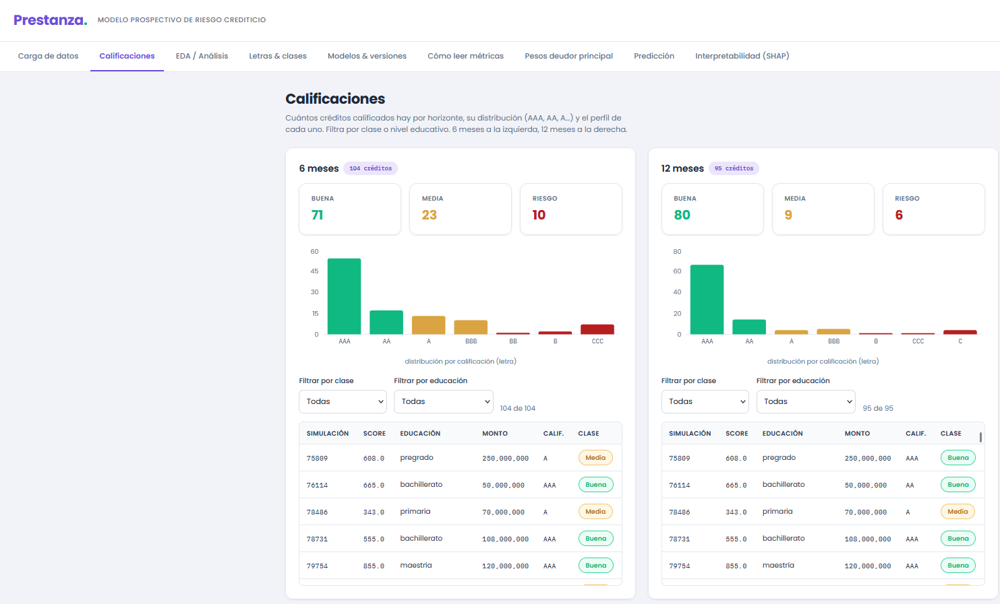 Prestanza. MODELO PROSPECTIVO DE RIESGO CREDITICIO
Carga de datos Calificaciones EDA / Análisis Letras & clases Modelos & versiones Cómo leer métricas Pesos deudor principal Predicción Interpretabilidad (SHAP)
Calificaciones
Cuántos créditos calificados hay por horizonte, su distribución (AAA, AA, A…) y el perfil de
cada uno. Filtra por clase o nivel educativo. 6 meses a la izquierda, 12 meses a la derecha.
6 meses 104 créditos
BUENA MEDIA RIESGO
71 23 10
60
45
30
15
0
AAA AA A BBB BB B CCC
distribución por calificación (letra)
Filtrar por clase Filtrar por educación
Todas Todas 104 de 104
SIMULACIÓN SCORE EDUCACIÓN MONTO CALIF. CLASE
75809 608.0 pregrado 250,000,000 A Media
76114 665.0 bachillerato 50,000,000 AAA Buena
78486 343.0 primaria 70,000,000 A Media
78731 555.0 bachillerato 108,000,000 AAA Buena
79754 855.0 maestría 120,000,000 AAA Buena
12 meses 95 créditos
BUENA MEDIA RIESGO
80 9 6
80
60
40
20
0
AAA AA A BBB B CCC C
distribución por calificación (letra)
Filtrar por clase Filtrar por educación
Todas Todas 95 de 95
SIMULACIÓN SCORE EDUCACIÓN MONTO CALIF. CLASE
75809 608.0 pregrado 250,000,000 AAA Buena
76114 665.0 bachillerato 50,000,000 AA Buena
78486 343.0 primaria 70,000,000 A Media
78731 555.0 bachillerato 108,000,000 AAA Buena
79754 855.0 maestría 120,000,000 AAA Buena